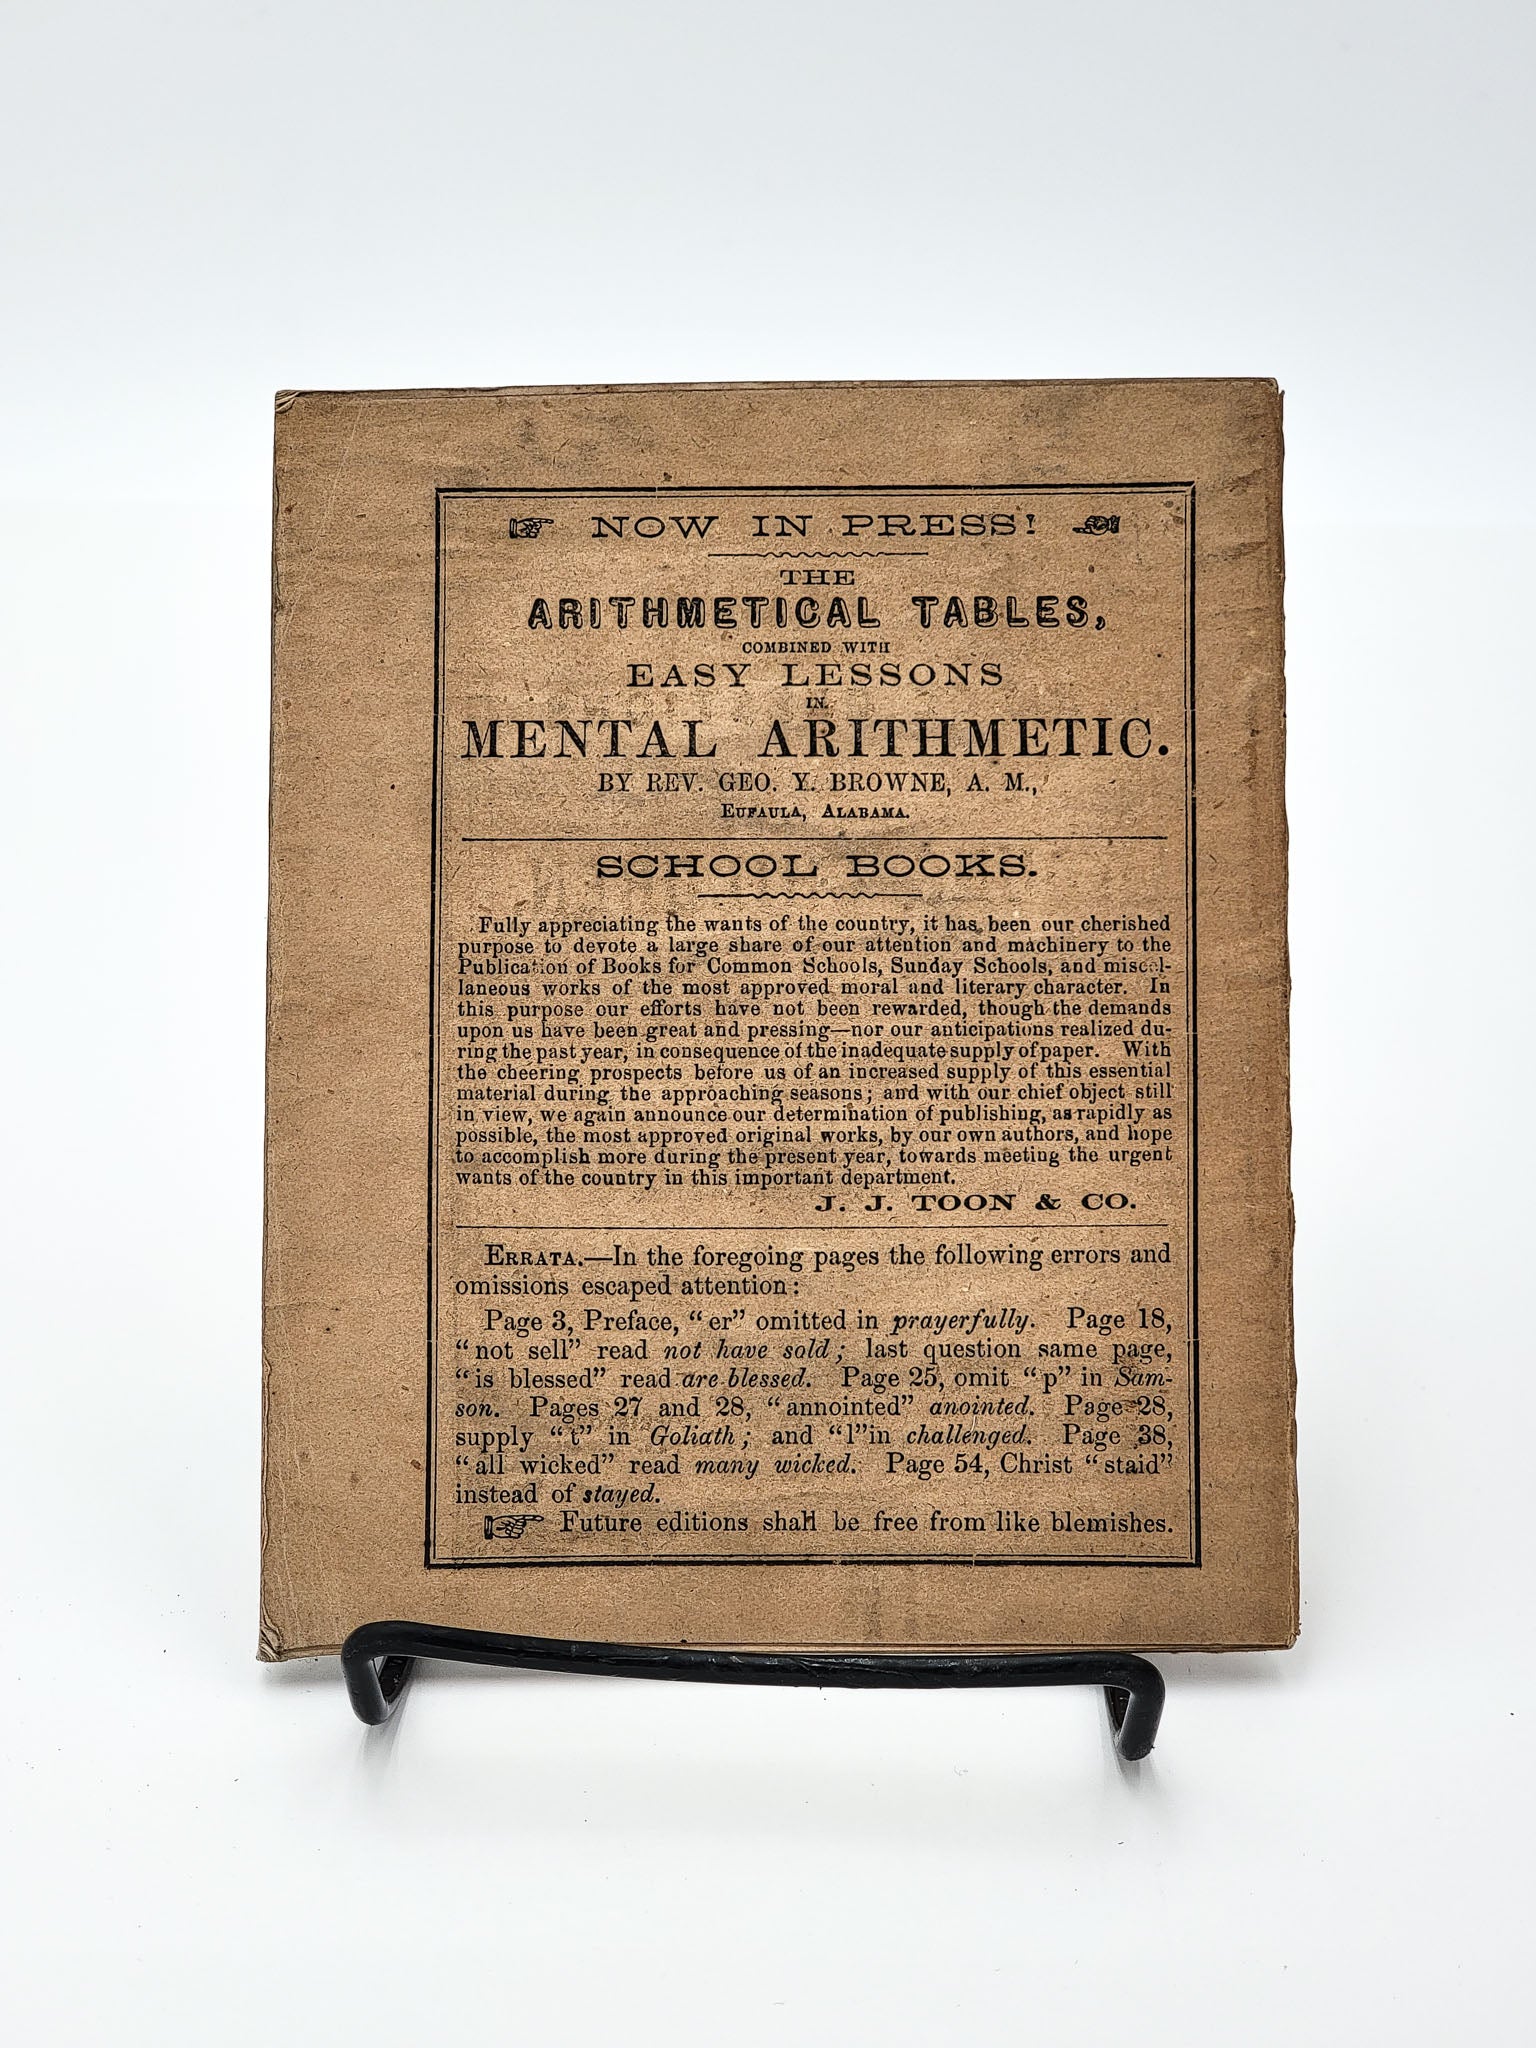 NOW IN PRESS!
THE
ARITHMETICAL TABLES,
COMBINED WITH
EASY LESSONS
IN
MENTAL ARITHMETIC.
BY REV. GEO. Y. BROWNE, A. M.,
EUFAULA, ALABAMA.
SCHOOL BOOKS.
Fully appreciating the wants of the country, it has been our cherished
purpose to devote a large share of our attention and machinery to the
Publication of Books for Common Schools, Sunday Schools, and miscel-
laneous works of the most approved moral and literary character. In
this purpose our efforts have not been rewarded, though the demands
upon us have been great and pressing—nor our anticipations realized du-
ring the past year, in consequence of the inadequate supply of paper. With
the cheering prospects before us of an increased supply of this essential
material during the approaching seasons; and with our chief object still
in view, we again announce our determination of publishing, as rapidly as
possible, the most approved original works, by our own authors, and hope
to accomplish more during the present year, towards meeting the urgent
wants of the country in this important department.
J. J. TOON & CO.
ERRATA.—In the foregoing pages the following errors and
omissions escaped attention:
Page 3, Preface, "er" omitted in prayerfully. Page 18,
"not sell" read not have sold; last question same page,
"is blessed" read are blessed. Page 25, omit "p" in Sam-
son. Pages 27 and 28, "annointed" anointed. Page 28,
supply "t" in Goliath; and "l" in challenged. Page 38,
"all wicked" read many wicked. Page 54, Christ "staid"
instead of stayed.
Future editions shall be free from like blemishes.